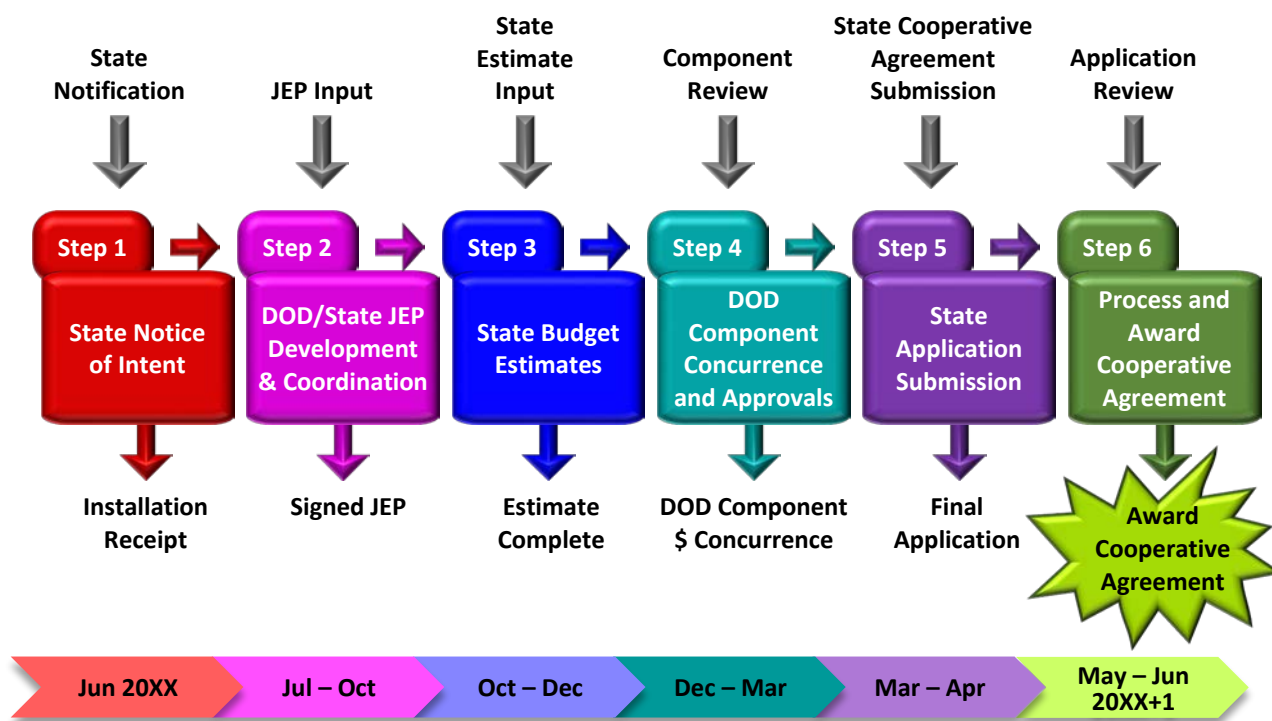 State
Notification
JEP Input
State
Estimate
Input
Component
Review
State Cooperative
Agreement
Submission
Application
Review
Step 1
Step 2
Step 3
Step 4
Step 5
Step 6
State Notice
of Intent
DOD/State JEP
Development
& Coordination
State Budget
Estimates
DOD
Component
Concurrence
and Approvals
State
Application
Submission
Process and
Award
Cooperative
Agreement
Installation
Receipt
Signed JEP
Estimate
Complete
DOD Component
$ Concurrence
Final
Application
Award
Cooperative
Agreement
Jun 20XX
Jul – Oct
Oct – Dec
Dec – Mar
Mar – Apr
May – Jun
20XX+1